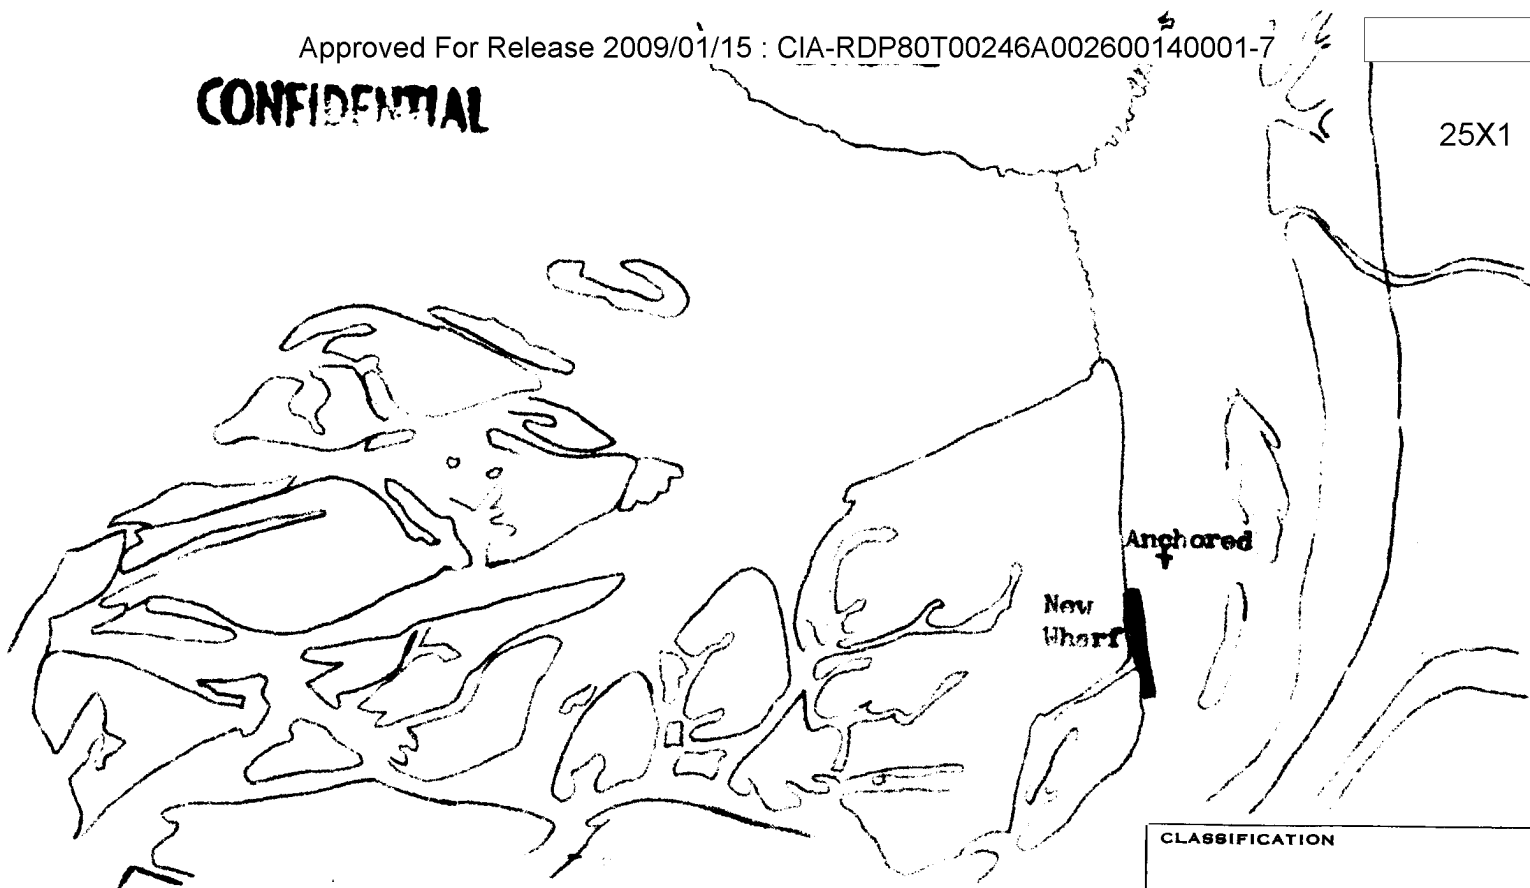 Approved For Release 2009/01/15 : CIA-RDP80T00246A002600140001-7
CONFIDENTIAL
25X1
Anchored
New
Wharf
CLASSIFICATION